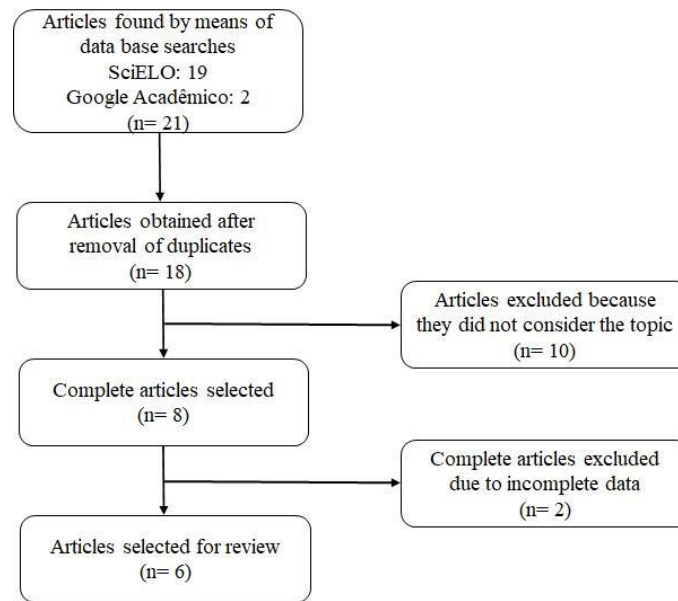 Articles found by means of
data base searches
SciELO: 19
Google Acadêmico: 2
(n= 21)
Articles obtained after
removal of duplicates
(n= 18)
Articles excluded because
they did not consider the topic
(n= 10)
Complete articles selected
(n= 8)
Complete articles excluded
due to incomplete data
(n= 2)
Articles selected for review
(n= 6)